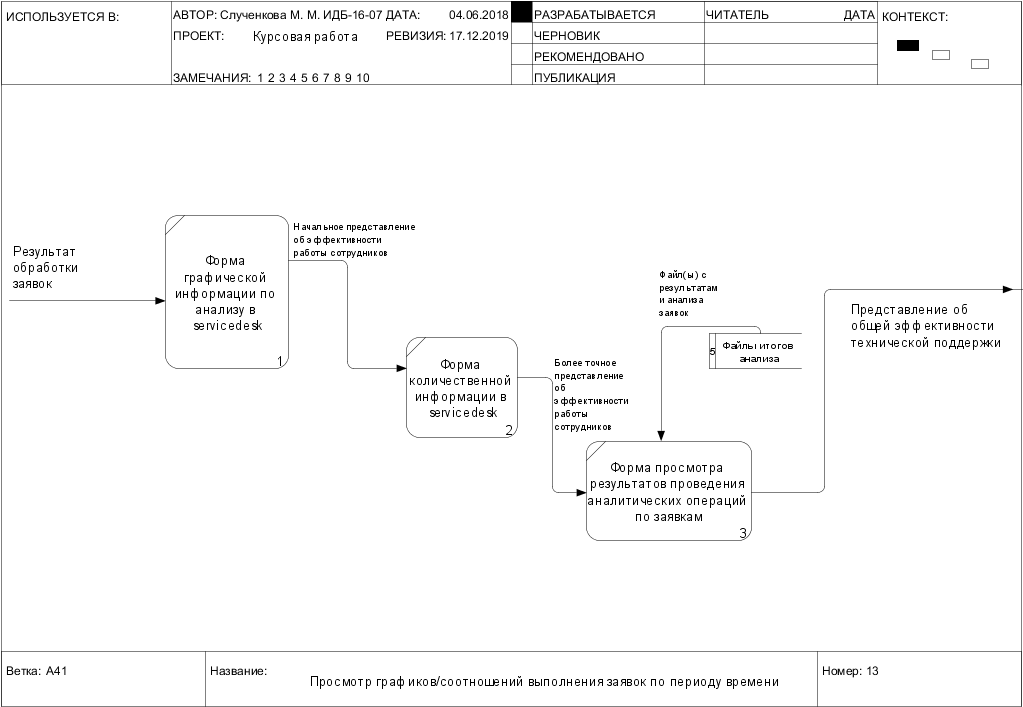 ИСПОЛЬЗУЕТСЯ В:
АВТОР: Слученкова М. М. ИДБ-16-07 ДАТА: 04.06.2018
ПРОЕКТ: Курсовая работа РЕВИЗИЯ: 17.12.2019
ЗАМЕЧАНИЯ: 1 2 3 4 5 6 7 8 9 10
РАЗРАБАТЫВАЕТСЯ
ЧЕРНОВИК
РЕКОМЕНДОВАНО
ПУБЛИКАЦИЯ
ЧИТАТЕЛЬ ДАТА
КОНТЕКСТ:
Результат
обработки
заявок
Форма
графической
информации по
анализу в
servicedesk
1
Начальное представление
об эффективности
работы сотрудников
Форма
количественной
информации в
servicedesk
2
Более точное
представление
об
эффективности
работы
сотрудников
Файл(ы) с
результатам
и анализа
заявок
5
Файлы итогов
анализа
Форма просмотра
результатов проведения
аналитических операций
по заявкам
3
Представление об
общей эффективности
технической поддержки
Ветка: A41
Название:
Просмотр графиков/соотношений выполнения заявок по периоду времени
Номер: 13